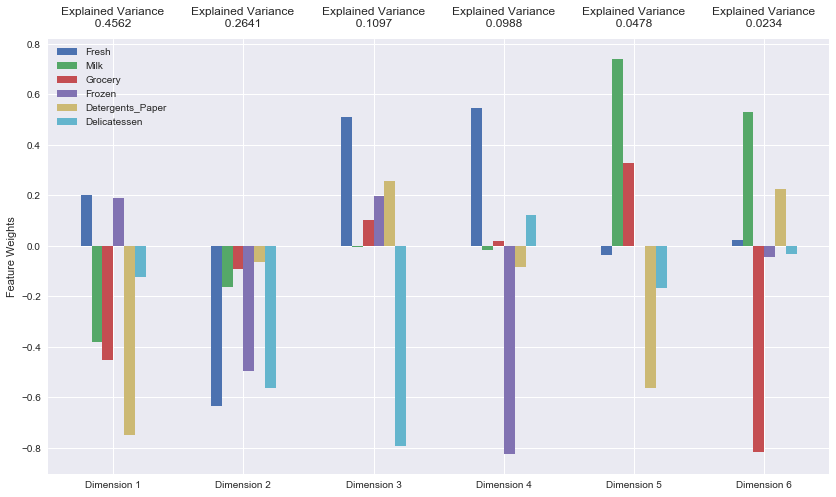 Explained Variance
0.4562
Explained Variance
0.2641
Explained Variance
0.1097
Explained Variance
0.0988
Explained Variance
0.0478
Explained Variance
0.0234
Fresh
Milk
Grocery
Frozen
Detergents_Paper
Delicatessen
Feature Weights
0.8
0.6
0.4
0.2
0.0
−0.2
−0.4
−0.6
−0.8
Dimension 1
Dimension 2
Dimension 3
Dimension 4
Dimension 5
Dimension 6